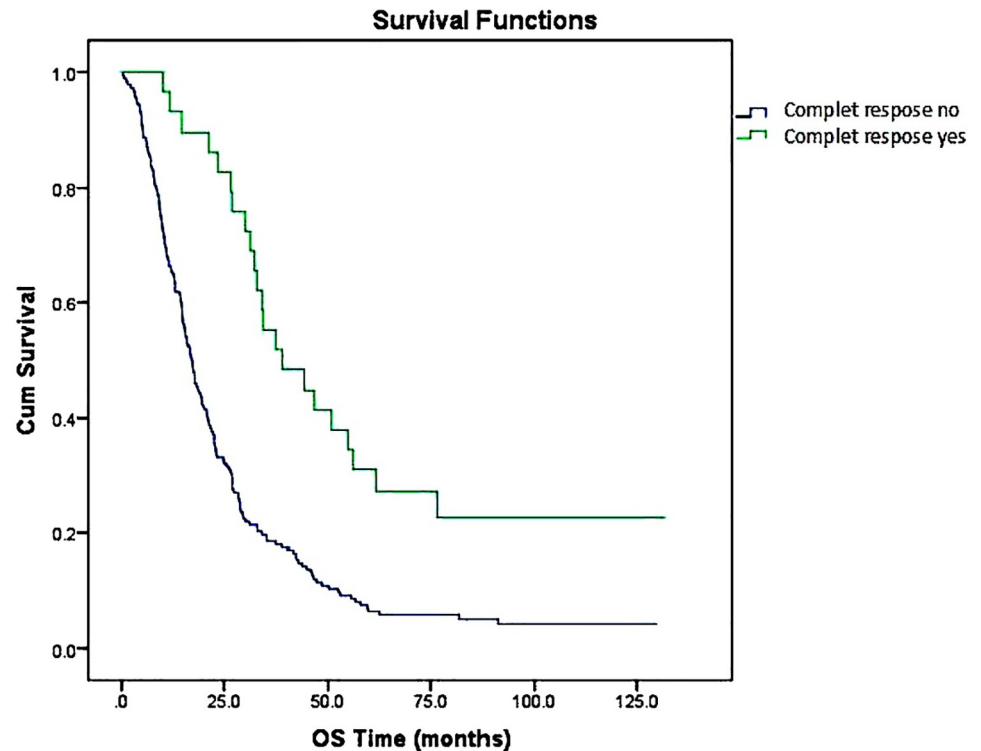 Survival Functions
Complet respose no
Complet respose yes
Cum Survival
1.0
0.8
0.6
0.4
0.2
0.0
.0 25.0 50.0 75.0 100.0 125.0
OS Time (months)